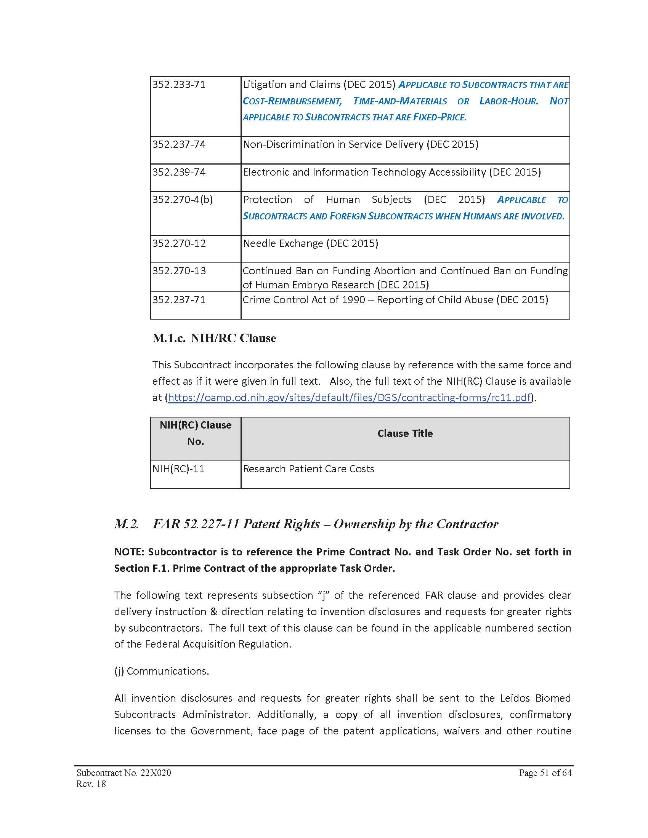 352.233-71 Litigation and Claims (DEC 2015) APPLICABLE TO SUBCONTRACTS THAT ARE
COST-REIMBURSEMENT, TIME-AND-MATERIALS OR LABOR-HOUR. NOT
APPLICABLE TO SUBCONTRACTS THAT ARE FIXED-PRICE.
352.237-74 Non-Discrimination in Service Delivery (DEC 2015)
352.239-74 Electronic and Information Technology Accessibility (DEC 2015)
352.270-4(b) Protection of Human Subjects (DEC 2015) APPLICABLE TO
SUBCONTRACTS AND FOREIGN SUBCONTRACTS WHEN HUMANS ARE INVOLVED.
352.270-12 Needle Exchange (DEC 2015)
352.270-13 Continued Ban on Funding Abortion and Continued Ban on Funding
of Human Embryo Research (DEC 2015)
352.237-71 Crime Control Act of 1990 – Reporting of Child Abuse (DEC 2015)
M.1.c. NIH/RC Clause
This Subcontract incorporates the following clause by reference with the same force and
effect as if it were given in full text. Also, the full text of the NIH(RC) Clause is available
at (https://oamp.od.nih.gov/sites/default/files/DGS/contracting-forms/rc11.pdf).
NIH(RC) Clause
No.
Clause Title
NIH(RC)-11 Research Patient Care Costs
M.2. FAR 52.227-11 Patent Rights – Ownership by the Contractor
NOTE: Subcontractor is to reference the Prime Contract No. and Task Order No. set forth in
Section F.1. Prime Contract of the appropriate Task Order.
The following text represents subsection “j” of the referenced FAR clause and provides clear
delivery instruction & direction relating to invention disclosures and requests for greater rights
by subcontractors. The full text of this clause can be found in the applicable numbered section
of the Federal Acquisition Regulation.
(j) Communications.
All invention disclosures and requests for greater rights shall be sent to the Leidos Biomed
Subcontracts Administrator. Additionally, a copy of all invention disclosures, confirmatory
licenses to the Government, face page of the patent applications, waivers and other routine
Subcontract No. 22X020 Page 51 of 64
Rev. 18